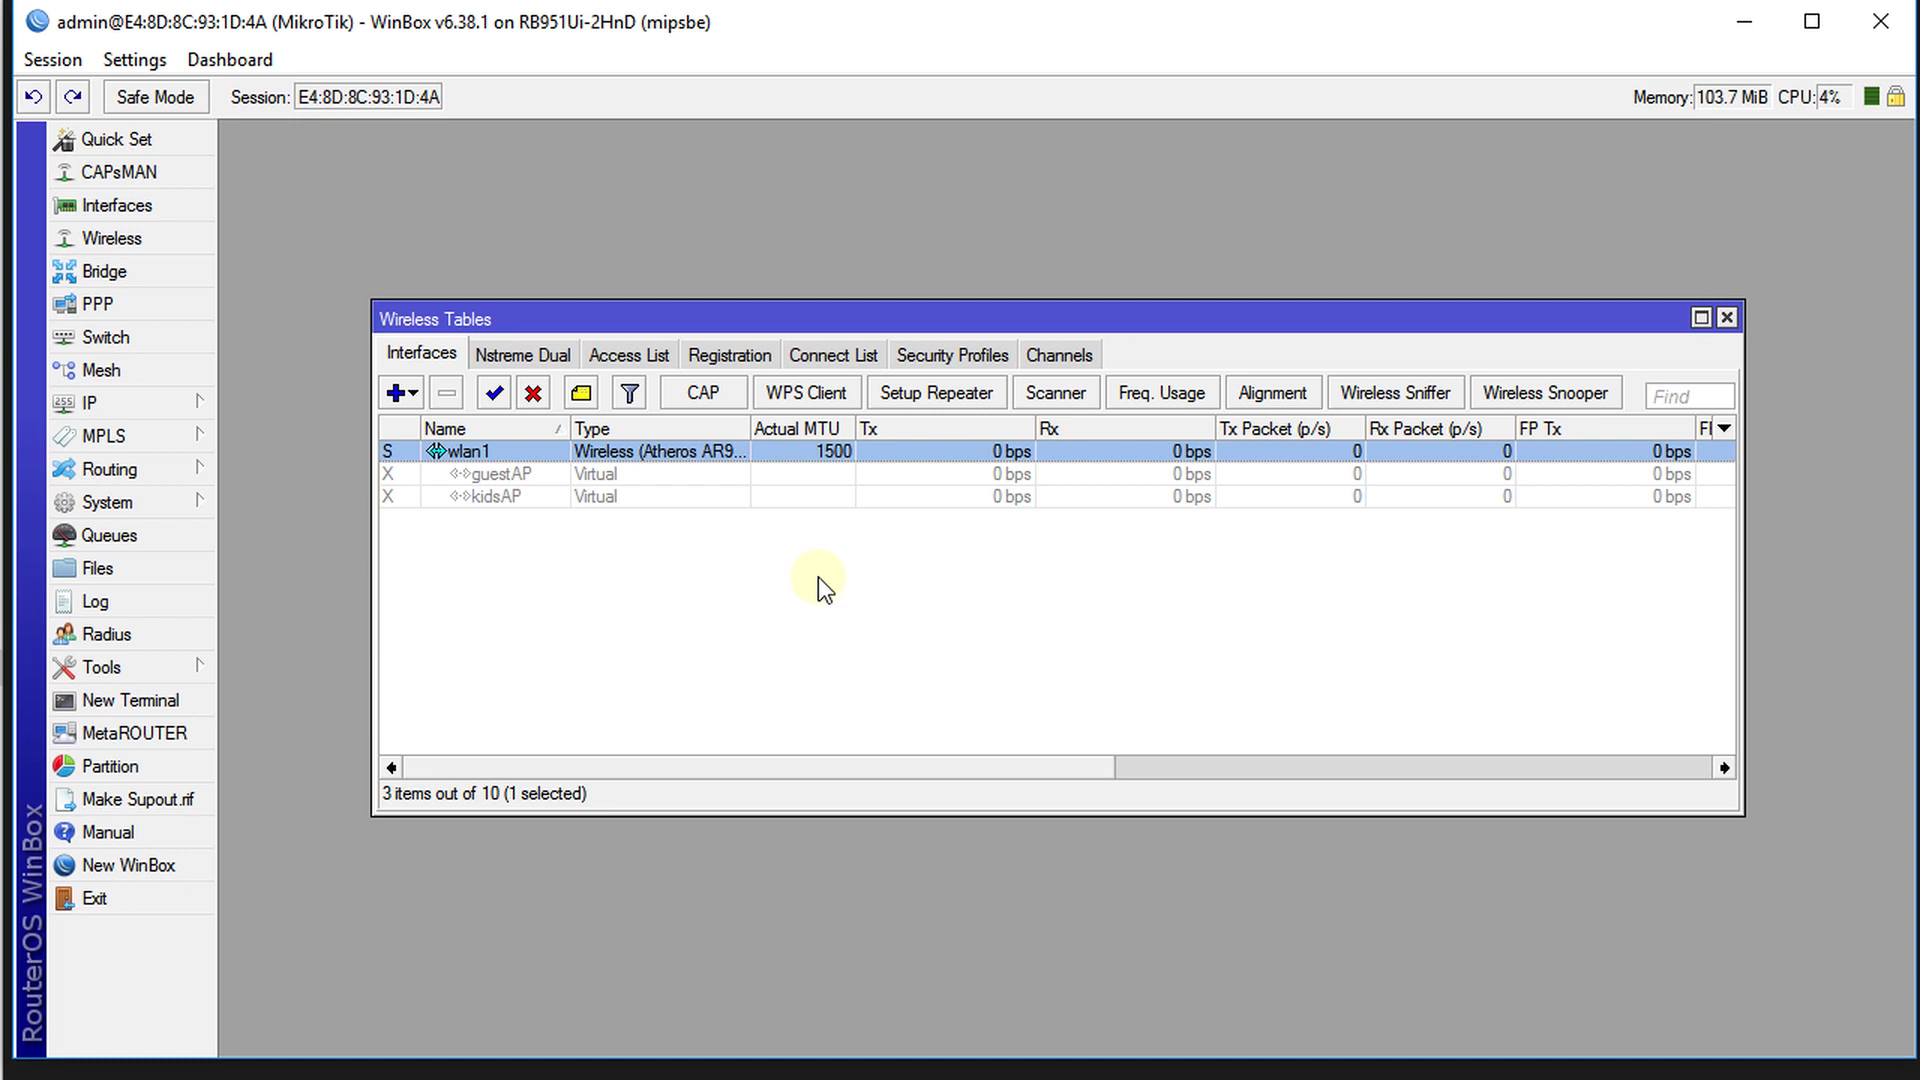 admin@E4:8D:8C:93:1D:4A (MikroTik) - WinBox v6.38.1 on RB951Ui-2HnD (mipsbe)
Session Settings Dashboard
Safe Mode Session: E4:8D:8C:93:1D:4A Memory: 103.7 MiB CPU: 4%
Quick Set
CAPsMAN
Interfaces
Wireless
Bridge
PPP
Switch
Mesh
255 IP
MPLS
Routing
System
Queues
Files
Log
Radius
Tools
New Terminal
MetaROUTER
Partition
Make Supout.rif
Manual
New WinBox
Exit
RouterOS WinBox
Wireless Tables
Interfaces Nstreme Dual Access List Registration Connect List Security Profiles Channels
CAP WPS Client Setup Repeater Scanner Freq. Usage Alignment Wireless Sniffer Wireless Snooper Find
Name Type Actual MTU Tx Rx Tx Packet (p/s) Rx Packet (p/s) FP Tx
S wlan1 Wireless (Atheros AR9... 1500 0 bps 0 bps 0 0 0 bps
X guestAP Virtual 0 bps 0 bps 0 0 0 bps
X kidsAP Virtual 0 bps 0 bps 0 0 0 bps
3 items out of 10 (1 selected)